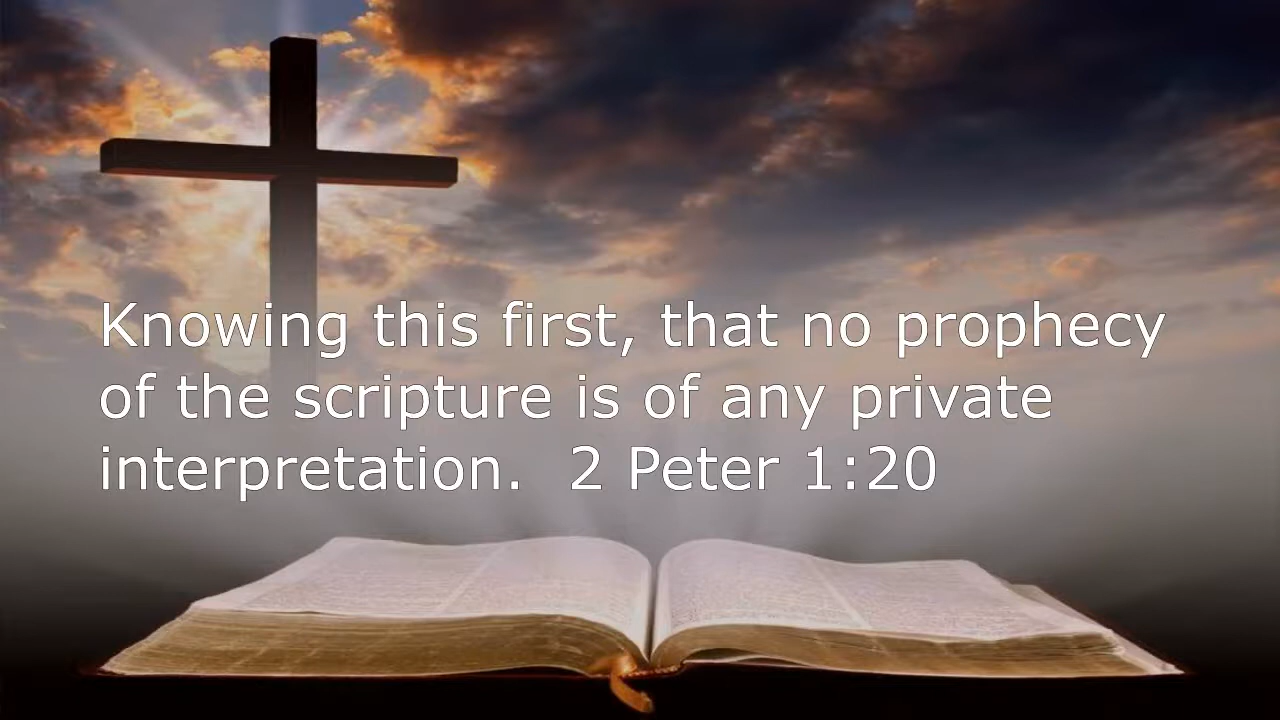 Knowing this first, that no prophecy
of the scripture is of any private
interpretation.  2 Peter 1:20